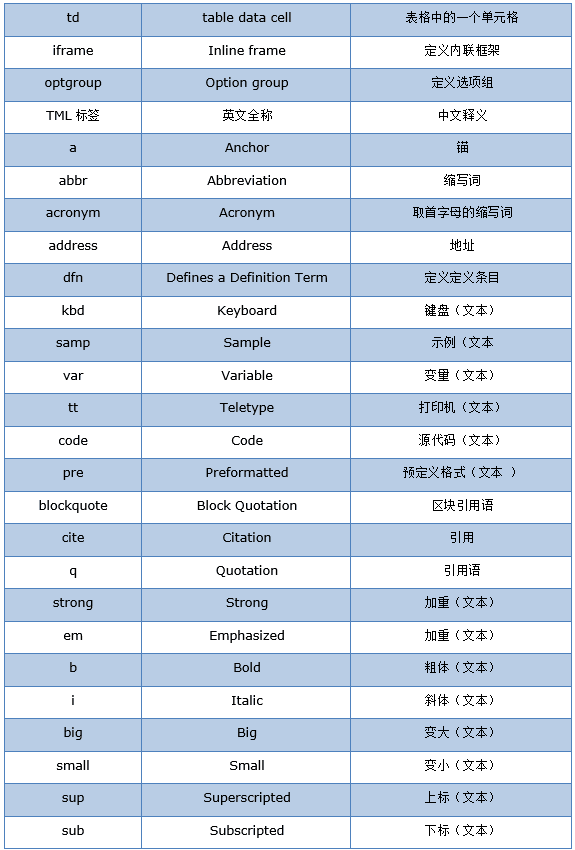 td table data cell 表格中的一个单元格
iframe Inline frame 定义内联框架
optgroup Option group 定义选项组
TML 标签 英文全称 中文释义
a Anchor 锚
abbr Abbreviation 缩写词
acronym Acronym 取首字母的缩写词
address Address 地址
dfn Defines a Definition Term 定义定义条目
kbd Keyboard 键盘（文本）
samp Sample 示例（文本
var Variable 变量（文本）
tt Teletype 打印机（文本）
code Code 源代码（文本）
pre Preformatted 预定义格式（文本 ）
blockquote Block Quotation 区块引用语
cite Citation 引用
q Quotation 引用语
strong Strong 加重（文本）
em Emphasized 加重（文本）
b Bold 粗体（文本）
i Italic 斜体（文本）
big Big 变大（文本）
small Small 变小（文本）
sup Superscripted 上标（文本）
sub Subscripted 下标（文本）